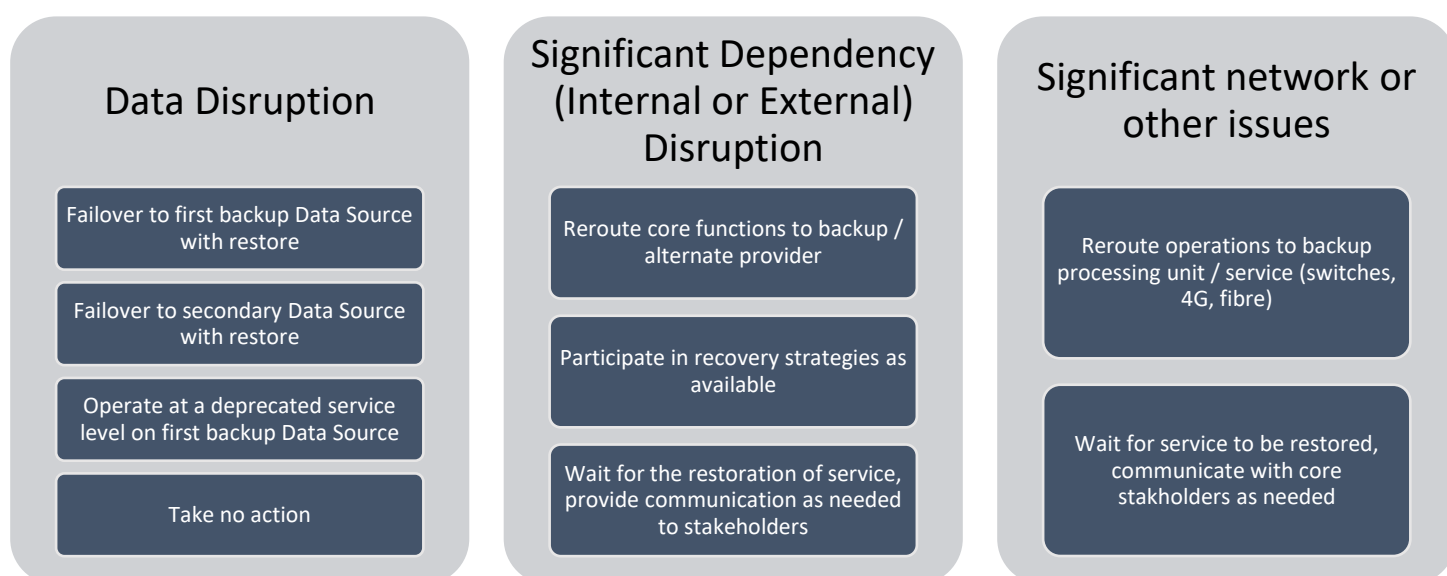 Data Disruption
Failover to first backup Data Source
with restore
Failover to secondary Data Source
with restore
Operate at a deprecated service
level on first backup Data Source
Take no action
Significant Dependency
(Internal or External)
Disruption
Reroute core functions to backup /
alternate provider
Participate in recovery strategies as
available
Wait for the restoration of service,
provide communication as needed
to stakeholders
Significant network or
other issues
Reroute operations to backup
processing unit / service (switches,
4G, fibre)
Wait for service to be restored,
communicate with core
stakholders as needed